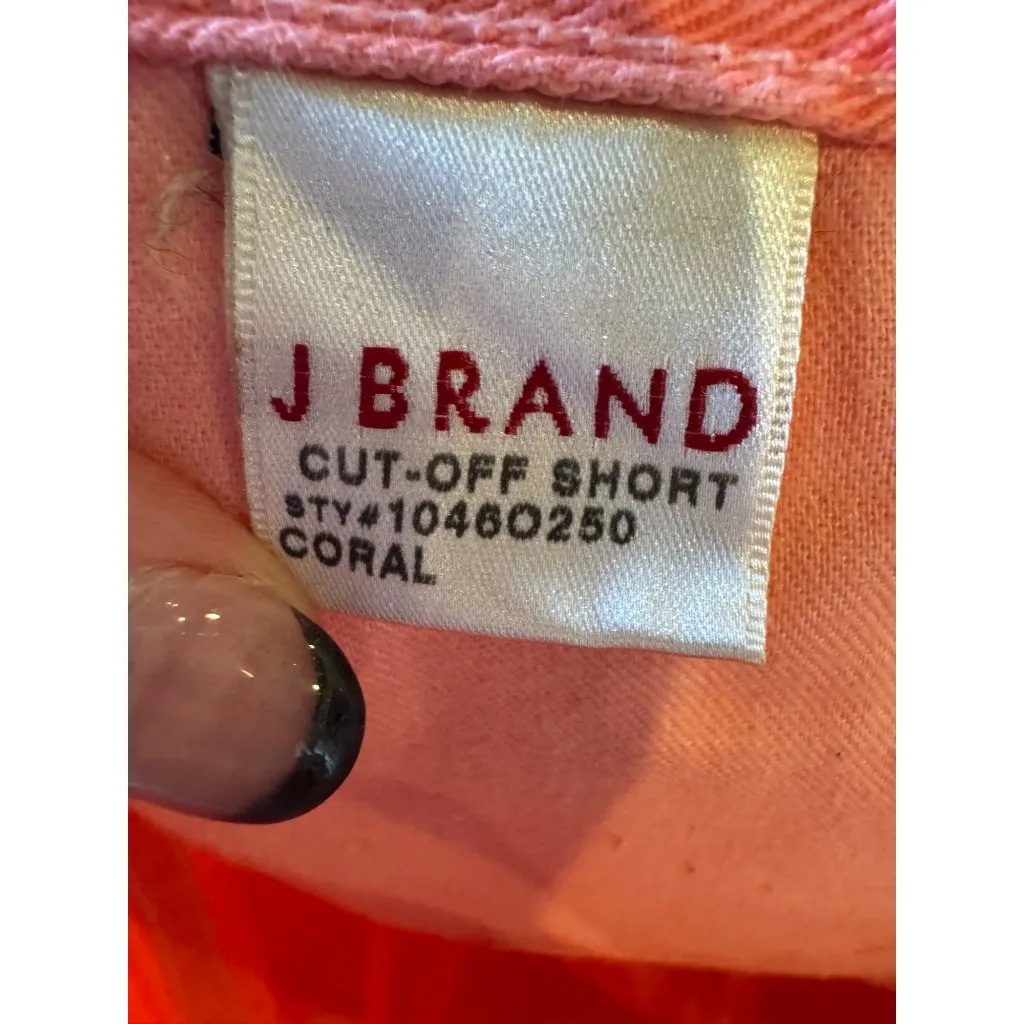 J BRAND
CUT-OFF SHORT
STY#1046O250
CORAL